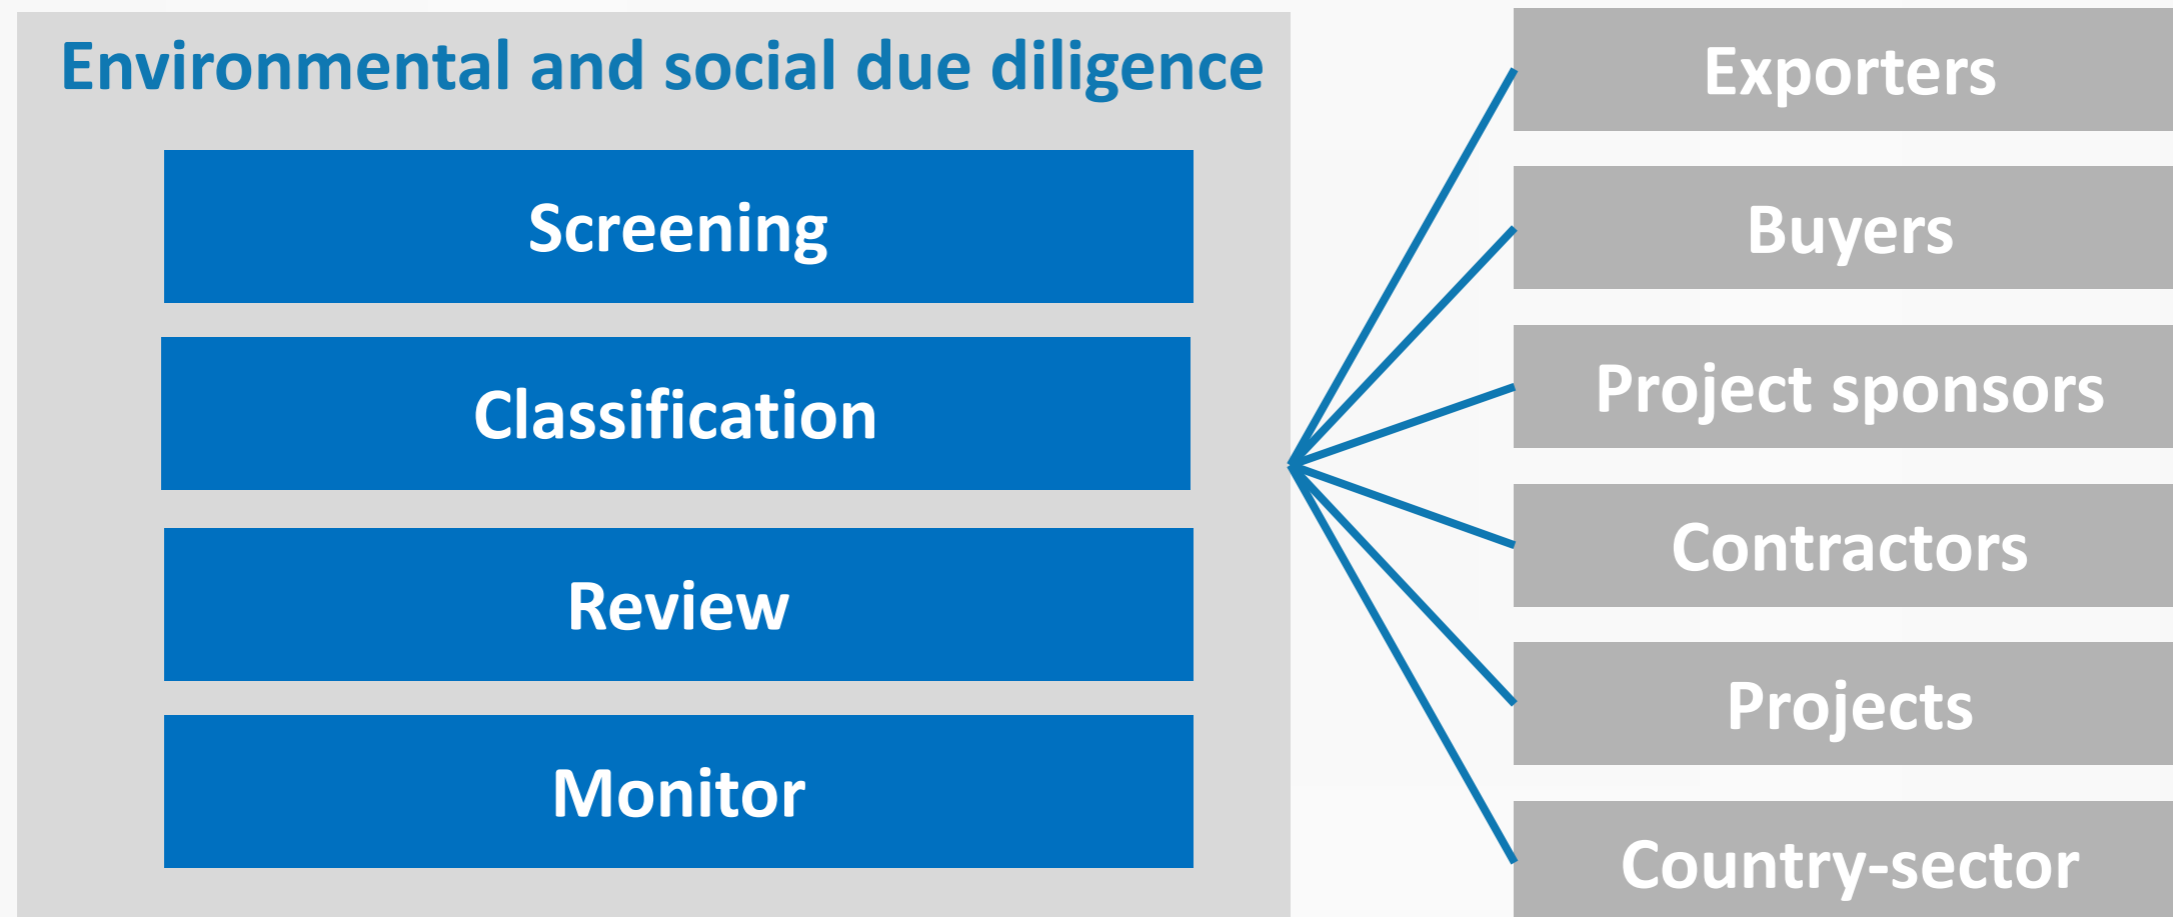 Environmental and social due diligence
Screening
Classification
Review
Monitor
Exporters
Buyers
Project sponsors
Contractors
Projects
Country-sector